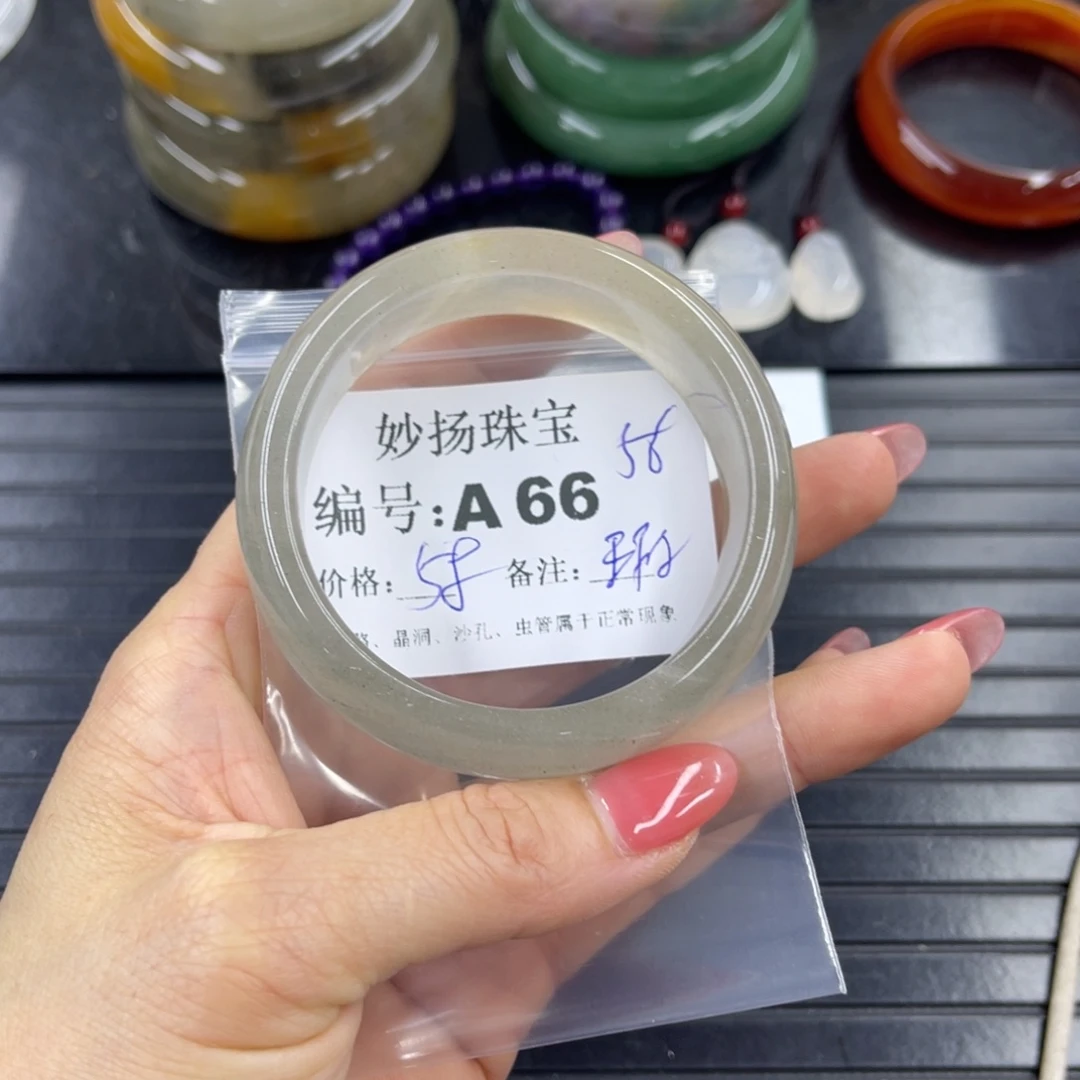 妙扬珠宝
58
编号:A 66
价格: 备注:
、晶洞、沙孔、虫管属于正常现象